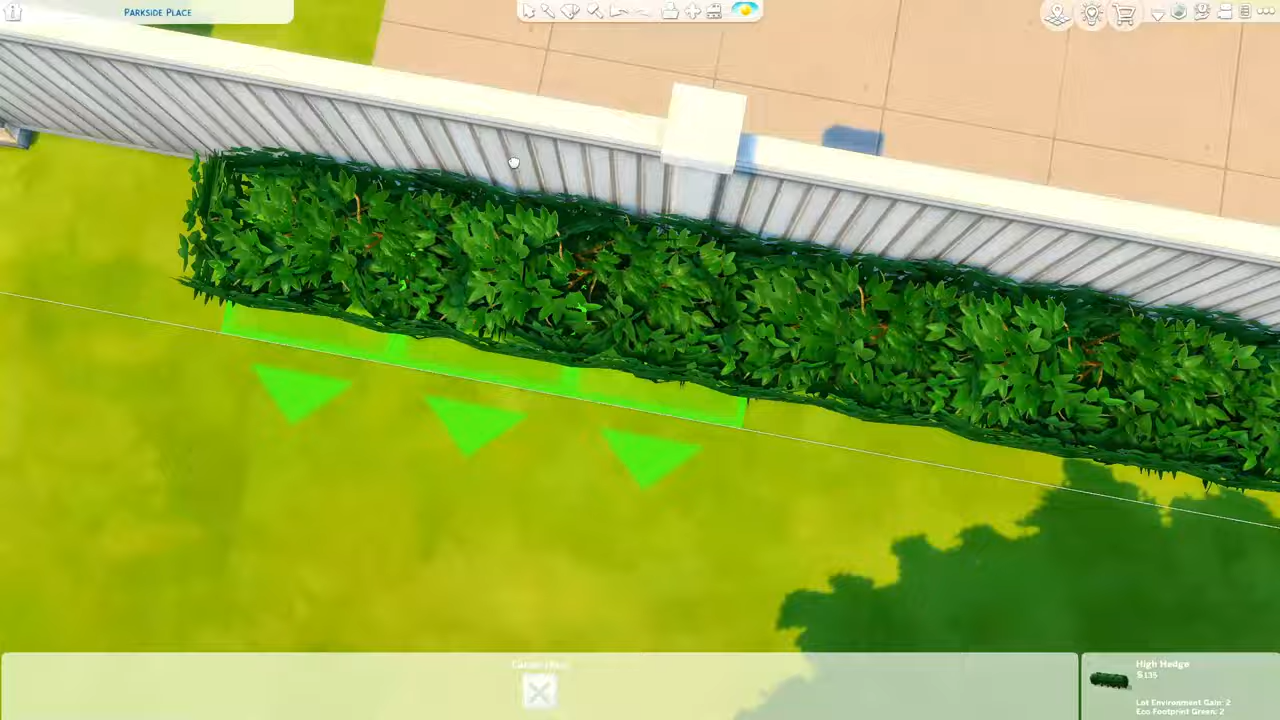 PARKSIDE PLACE
High Hedge
§135
Lot Environment Gain: 2
Eco Footprint Green: 2